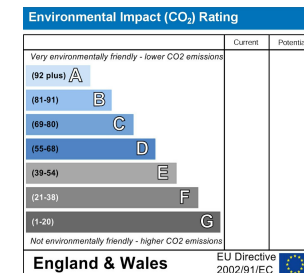 Environmental Impact (CO₂) Rating
Current Potentia
Very environmentally friendly - lower CO2 emissions
(92 plus) A
(81-91) B
(69-80) C
(55-68) D
(39-54) E
(21-38) F
(1-20) G
Not environmentally friendly - higher CO2 emissions
England & Wales
EU Directive
2002/91/EC